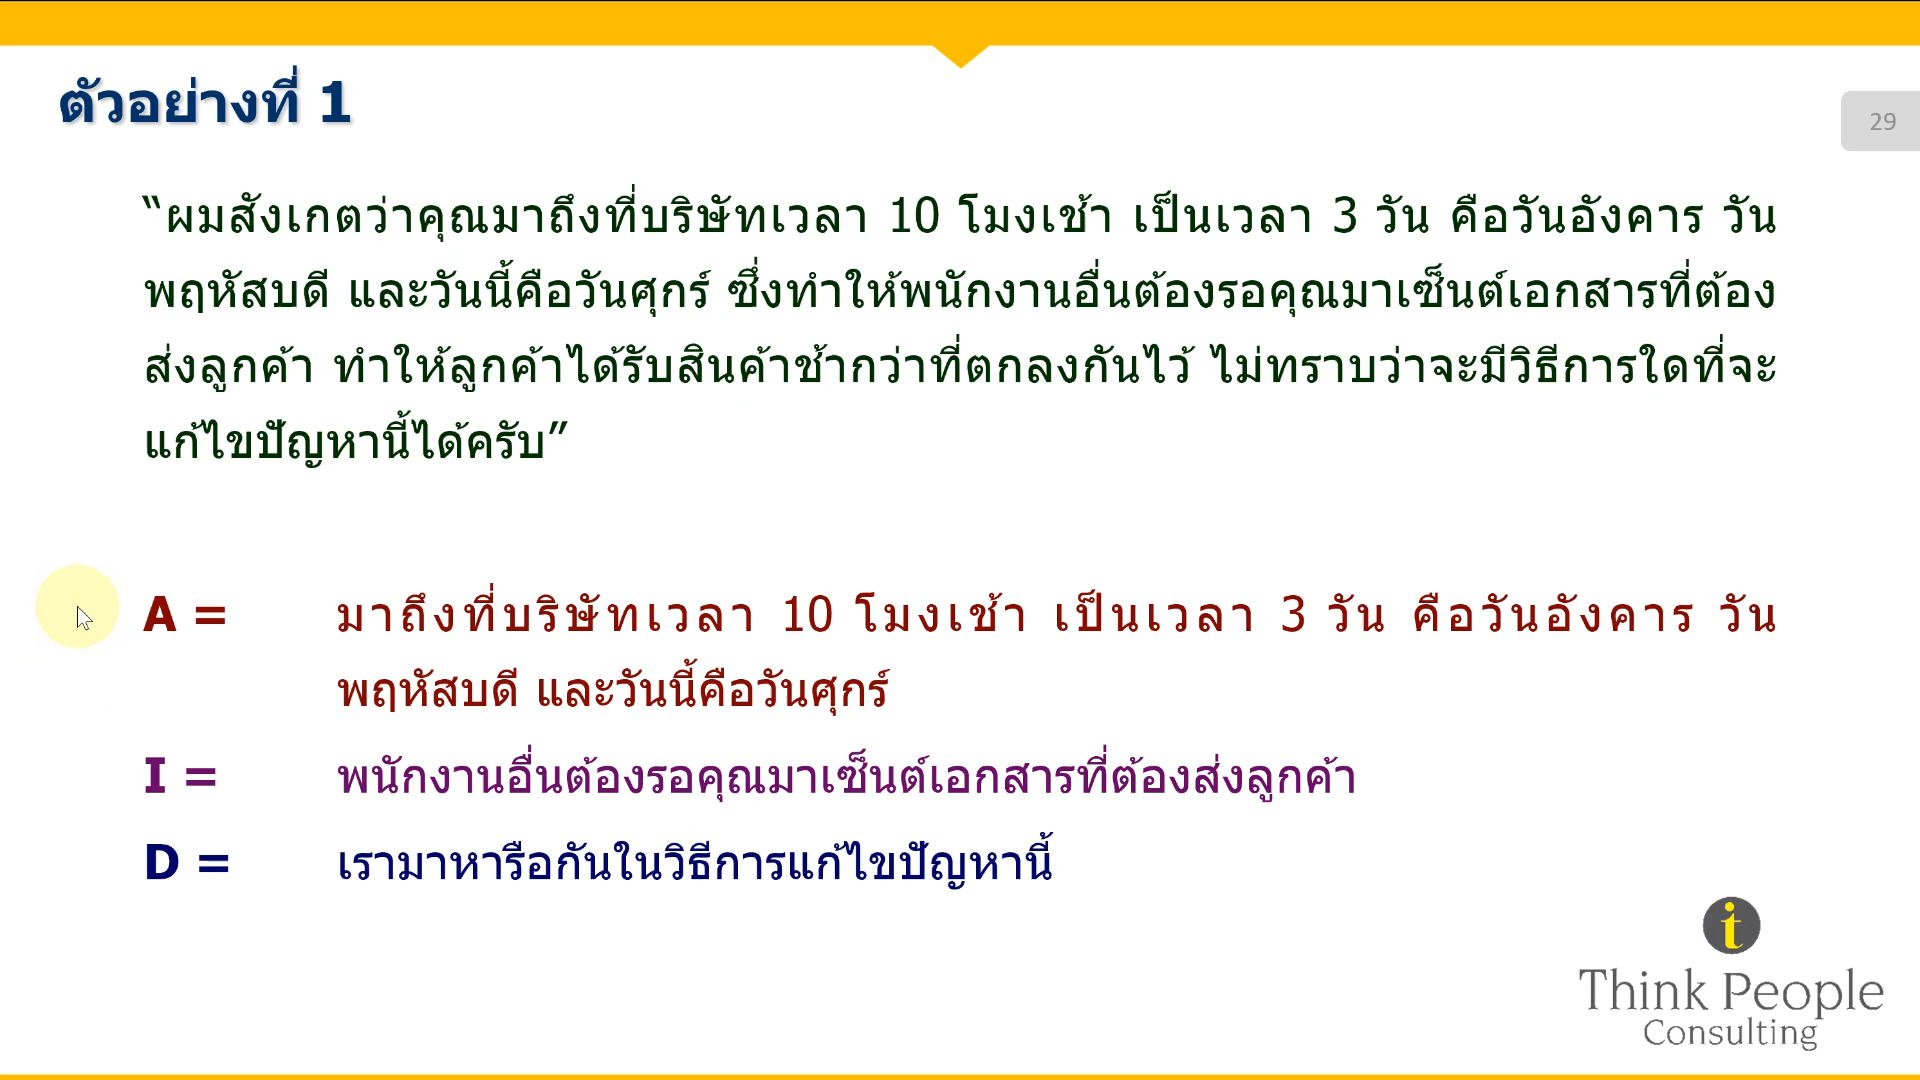 ตัวอย่างที่ 1
29
“ผมสังเกตว่าคุณมาถึงที่บริษัทเวลา 10 โมงเช้า เป็นเวลา 3 วัน คือวันอังคาร วัน
พฤหัสบดี และวันนี้คือวันศุกร์ ซึ่งทำให้พนักงานอื่นต้องรอคุณมาเซ็นต์เอกสารที่ต้อง
ส่งลูกค้า ทำให้ลูกค้าได้รับสินค้าช้ากว่าที่ตกลงกันไว้ ไม่ทราบว่าจะมีวิธีการใดที่จะ
แก้ไขปัญหานี้ได้ครับ”
A = มาถึงที่บริษัทเวลา 10 โมงเช้า เป็นเวลา 3 วัน คือวันอังคาร วัน
พฤหัสบดี และวันนี้คือวันศุกร์
I = พนักงานอื่นต้องรอคุณมาเซ็นต์เอกสารที่ต้องส่งลูกค้า
D = เรามาหารือกันในวิธีการแก้ไขปัญหานี้
i
Think People
Consulting